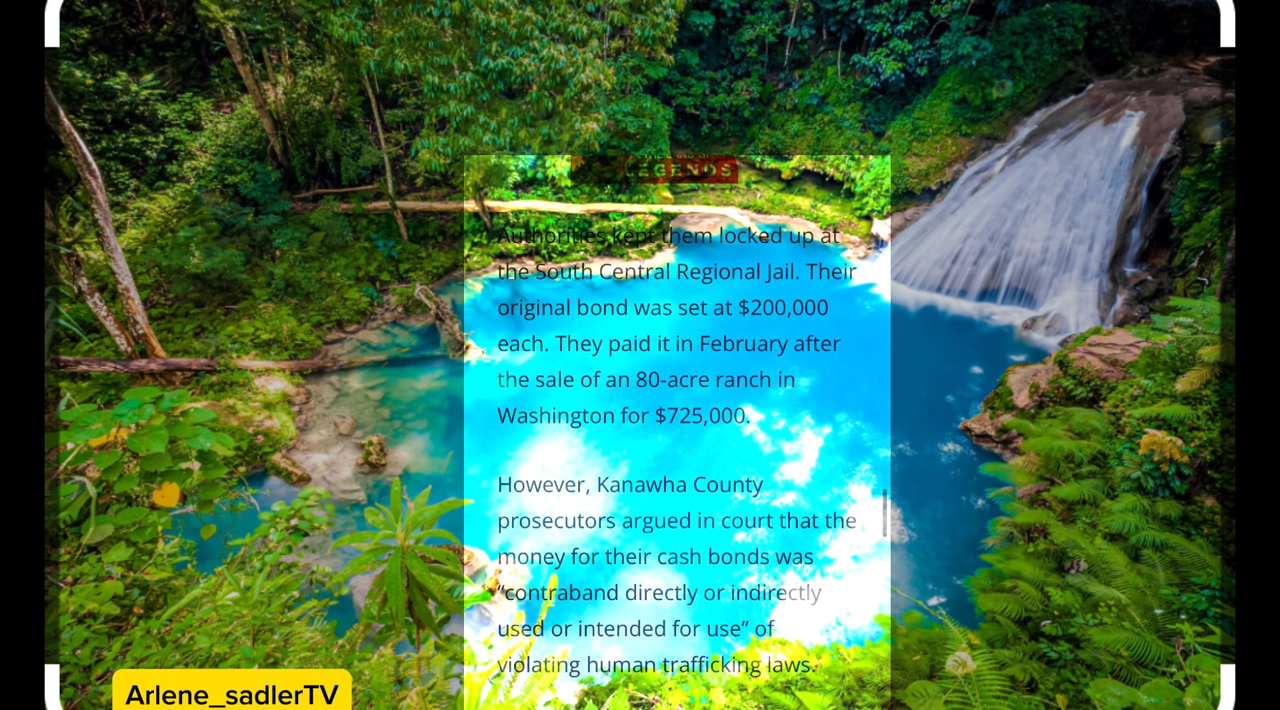 LEGENDS
Authorities kept them locked up at
the South Central Regional Jail. Their
original bond was set at $200,000
each. They paid it in February after
the sale of an 80-acre ranch in
Washington for $725,000.
However, Kanawha County
prosecutors argued in court that the
money for their cash bonds was
“contraband directly or indirectly
used or intended for use” of
violating human trafficking laws.
Arlene_sadlerTV